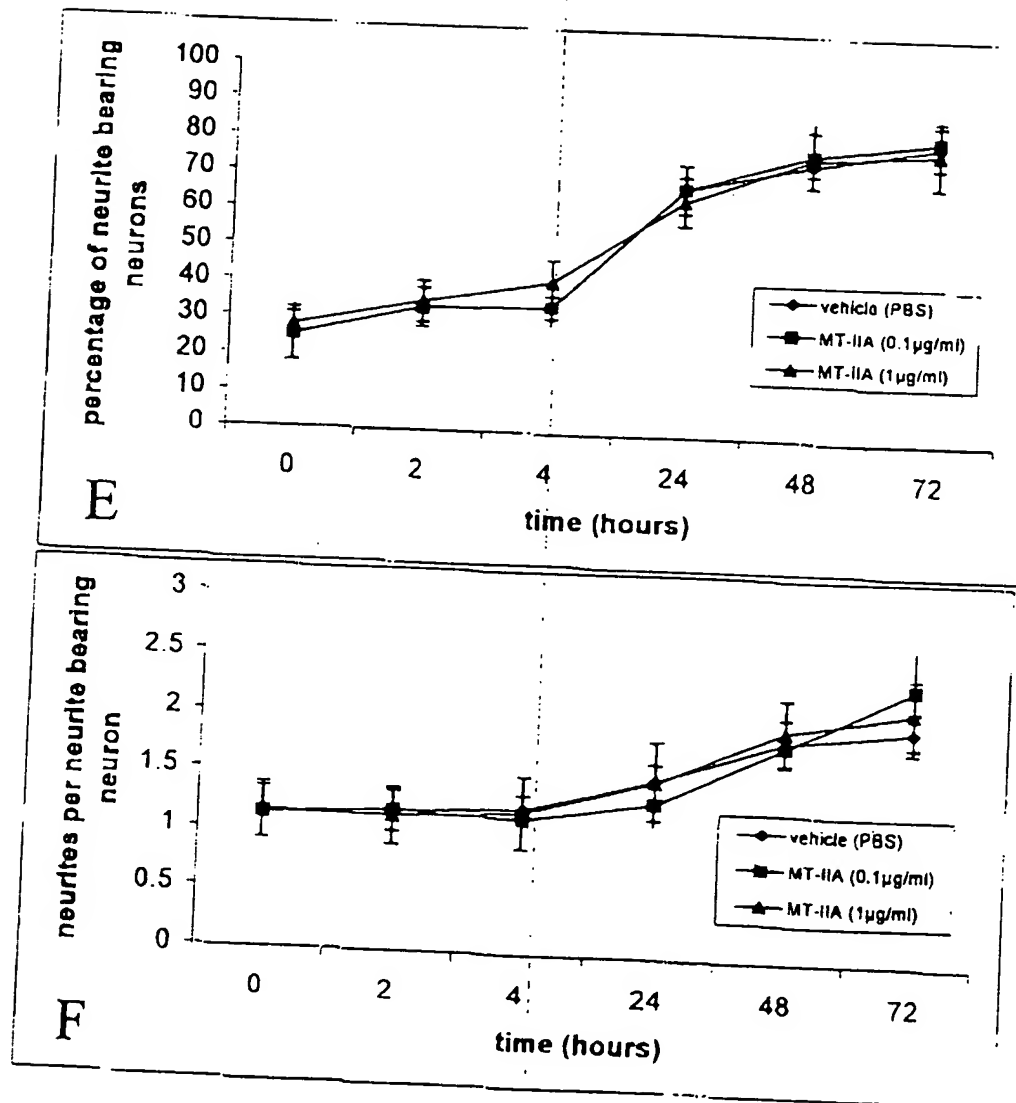 percentage of neurite bearing
neurons
100
90
80
70
60
50
40
30
20
10
0
0 2 4 24 48 72
time (hours)
vehicle (PBS)
MT-IIA (0.1µg/ml)
MT-IIA (1µg/ml)
E
neurites per neurite bearing
neuron
3
2.5
2
1.5
1
0.5
0
0 2 4 24 48 72
time (hours)
vehicle (PBS)
MT-IIA (0.1µg/ml)
MT-IIA (1µg/ml)
F